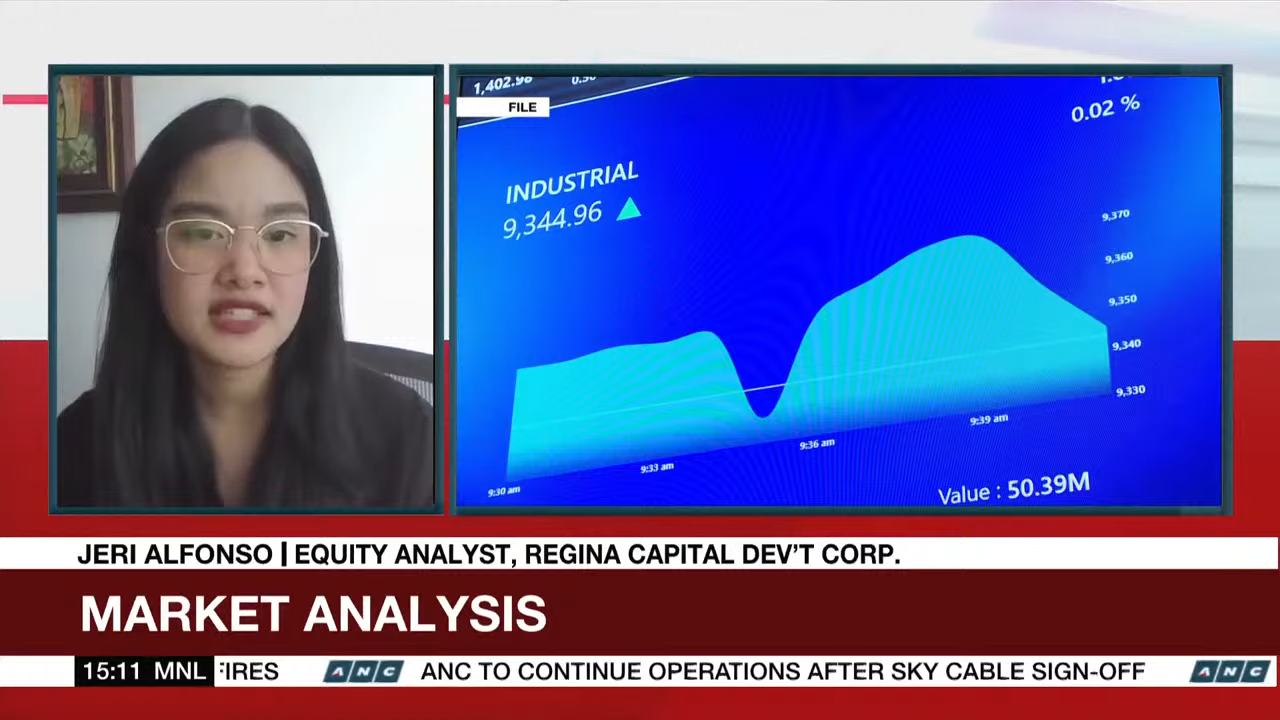 1,402.98
FILE
0.02 %
INDUSTRIAL
9,344.96
9,370
9,360
9,350
9,340
9,330
9:30 am
9:33 am
9:36 am
9:39 am
Value : 50.39M
JERI ALFONSO | EQUITY ANALYST, REGINA CAPITAL DEV'T CORP.
MARKET ANALYSIS
15:11 MNL FIRES ANC ANC TO CONTINUE OPERATIONS AFTER SKY CABLE SIGN-OFF ANC